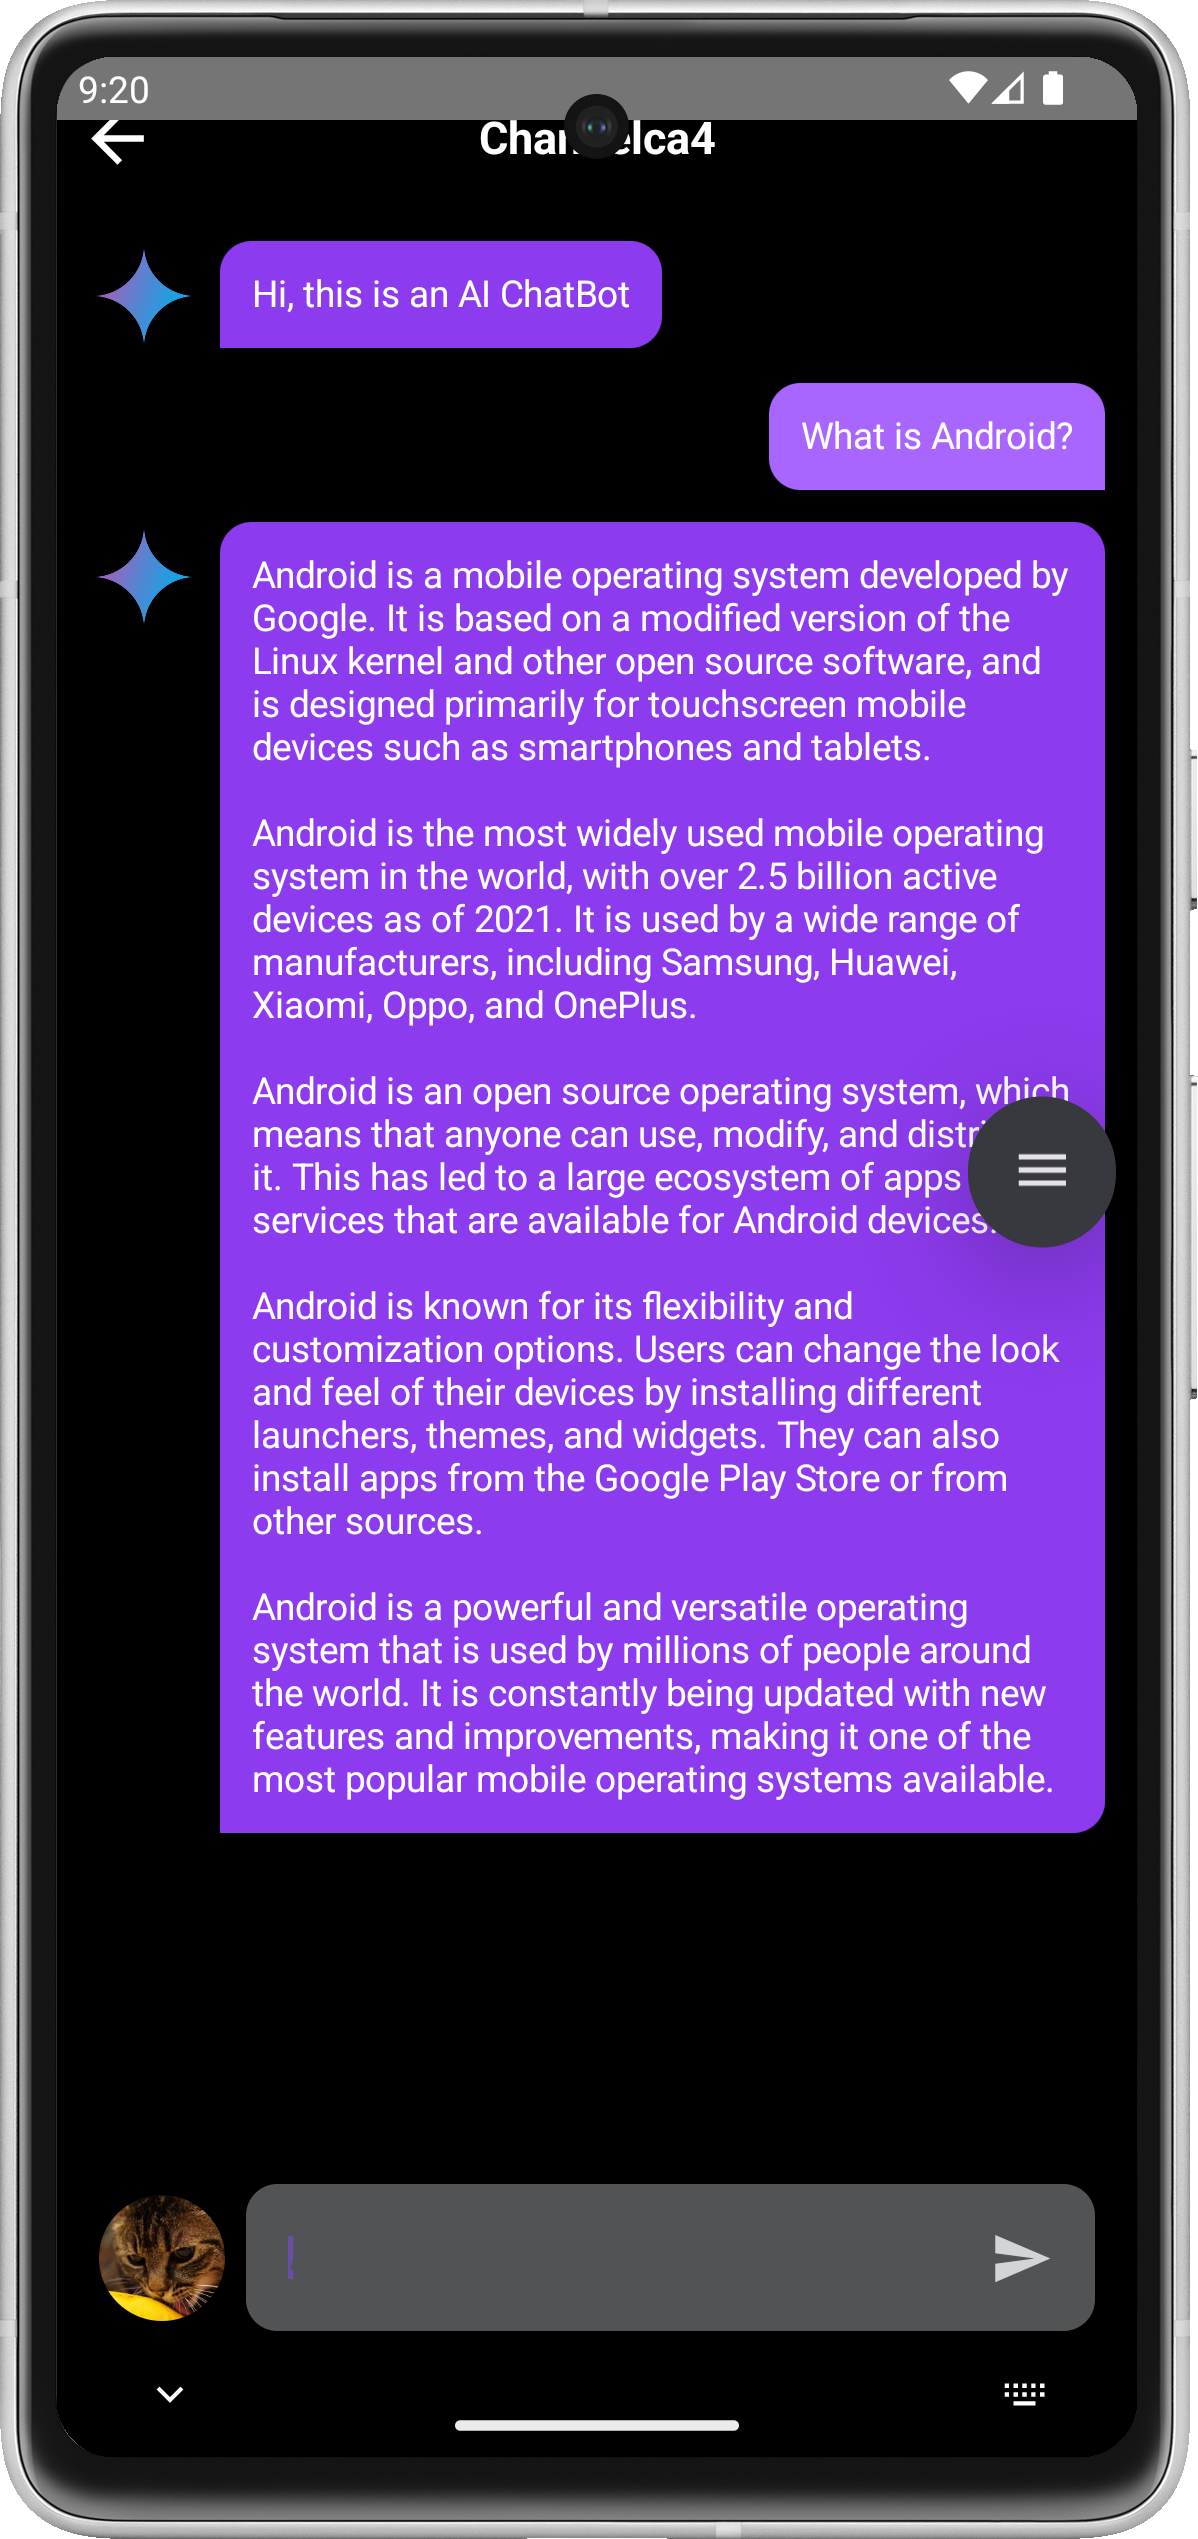 9:20
Hi, this is an AI ChatBot
What is Android?
Android is a mobile operating system developed by
Google. It is based on a modified version of the
Linux kernel and other open source software, and
is designed primarily for touchscreen mobile
devices such as smartphones and tablets.
Android is the most widely used mobile operating
system in the world, with over 2.5 billion active
devices as of 2021. It is used by a wide range of
manufacturers, including Samsung, Huawei,
Xiaomi, Oppo, and OnePlus.
Android is an open source operating system, which
means that anyone can use, modify, and
it. This has led to a large ecosystem of apps
services that are available for Android devices.
Android is known for its flexibility and
customization options. Users can change the look
and feel of their devices by installing different
launchers, themes, and widgets. They can also
install apps from the Google Play Store or from
other sources.
Android is a powerful and versatile operating
system that is used by millions of people around
the world. It is constantly being updated with new
features and improvements, making it one of the
most popular mobile operating systems available.